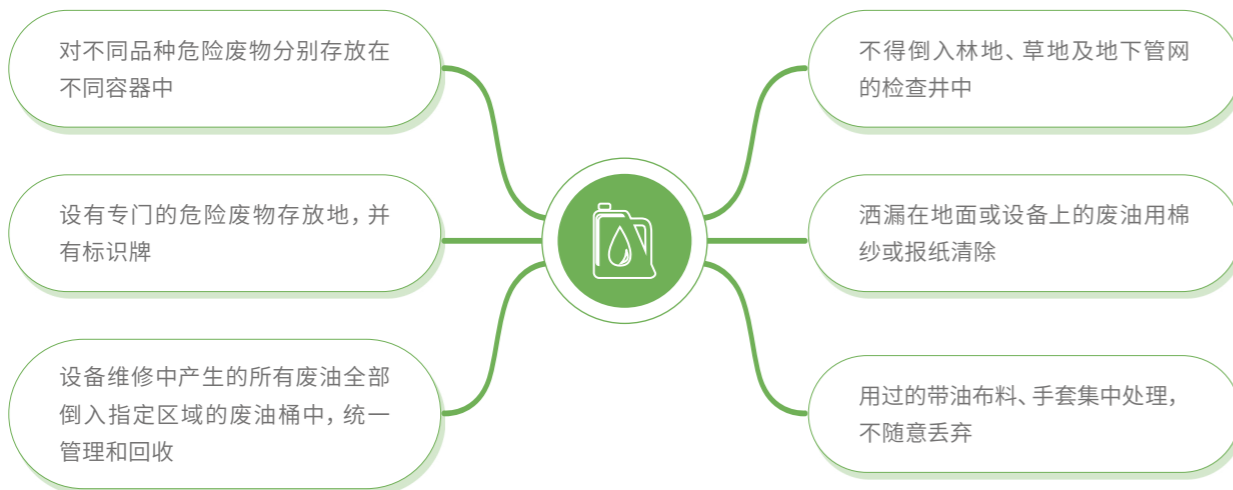 对不同品种危险废物分别存放在
不同容器中
设有专门的危险废物存放地，并
有标识牌
设备维修中产生的所有废油全部
倒入指定区域的废油桶中，统一
管理和回收
不得倒入林地、草地及地下管网
的检查井中
洒漏在地面或设备上的废油用棉
纱或报纸清除
用过的带油布料、手套集中处理，
不随意丢弃